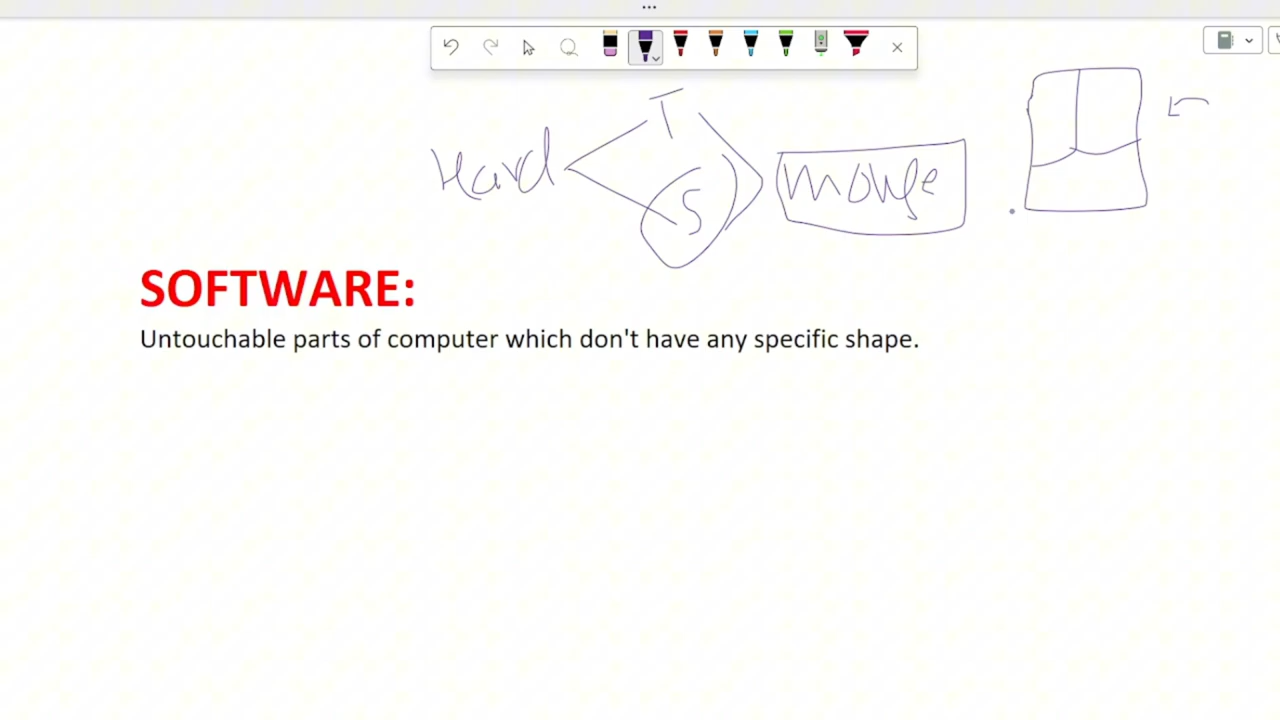 Hard T S mouse
SOFTWARE:
Untouchable parts of computer which don't have any specific shape.